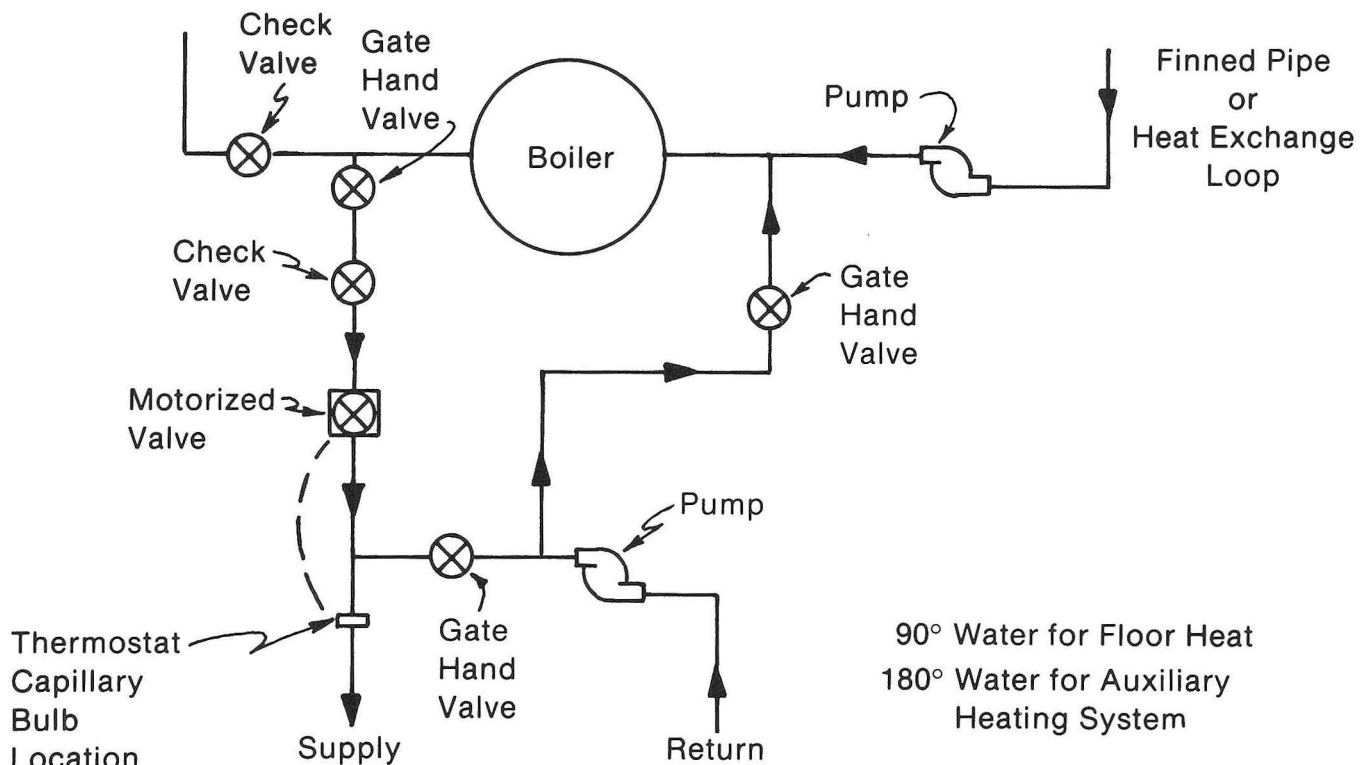 Check
Valve
Gate
Hand
Valve
Boiler
Pump
Finned Pipe
or
Heat Exchange
Loop
Check
Valve
Gate
Hand
Valve
Motorized
Valve
Pump
Thermostat
Capillary
Bulb
Location
Gate
Hand
Valve
Supply
Return
90° Water for Floor Heat
180° Water for Auxiliary
Heating System